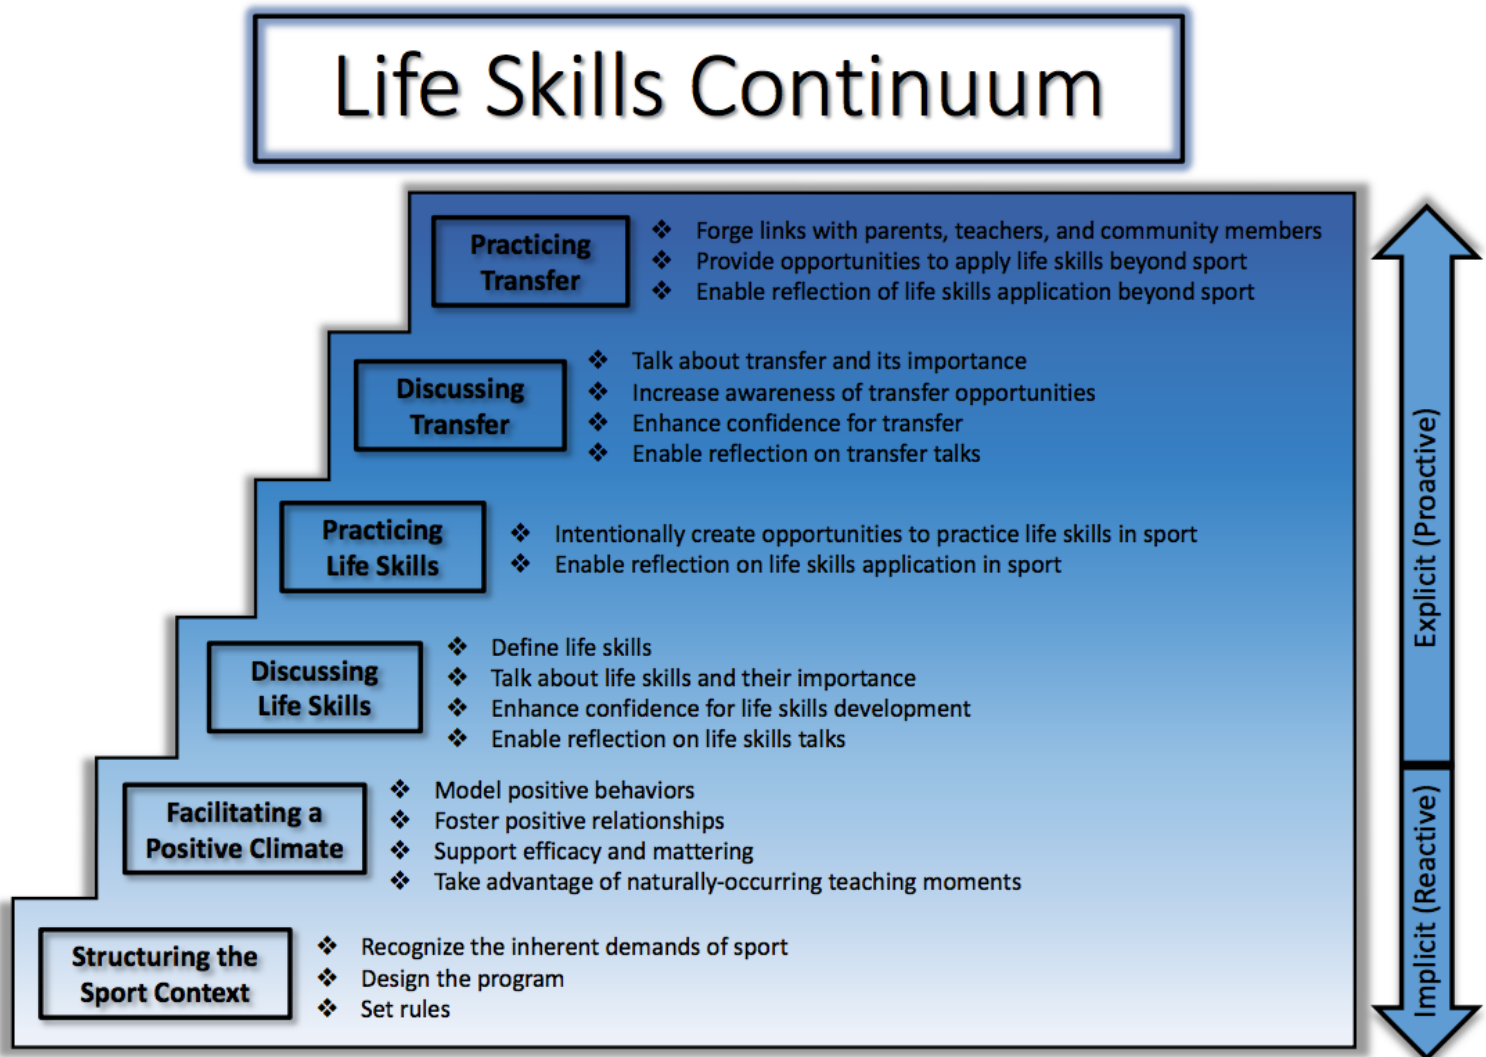 Life Skills Continuum
Practicing
Transfer
❖ Forge links with parents, teachers, and community members
❖ Provide opportunities to apply life skills beyond sport
❖ Enable reflection of life skills application beyond sport
Discussing
Transfer
❖ Talk about transfer and its importance
❖ Increase awareness of transfer opportunities
❖ Enhance confidence for transfer
❖ Enable reflection on transfer talks
Practicing
Life Skills
❖ Intentionally create opportunities to practice life skills in sport
❖ Enable reflection on life skills application in sport
Discussing
Life Skills
❖ Define life skills
❖ Talk about life skills and their importance
❖ Enhance confidence for life skills development
❖ Enable reflection on life skills talks
Facilitating a
Positive Climate
❖ Model positive behaviors
❖ Foster positive relationships
❖ Support efficacy and mattering
❖ Take advantage of naturally-occurring teaching moments
Structuring the
Sport Context
❖ Recognize the inherent demands of sport
❖ Design the program
❖ Set rules
Explicit (Proactive)
Implicit (Reactive)